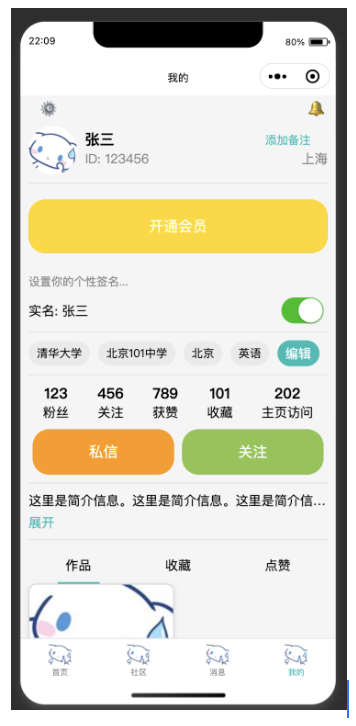 22:09 80%
我的
张三 添加备注
ID: 123456 上海
开通会员
设置你的个性签名...
实名: 张三
清华大学 北京101中学 北京 英语 编辑
123 456 789 101 202
粉丝 关注 获赞 收藏 主页访问
私信 关注
这里是简介信息。这里是简介信息。这里是简介信...
展开
作品 收藏 点赞
首页 社区 消息 我的